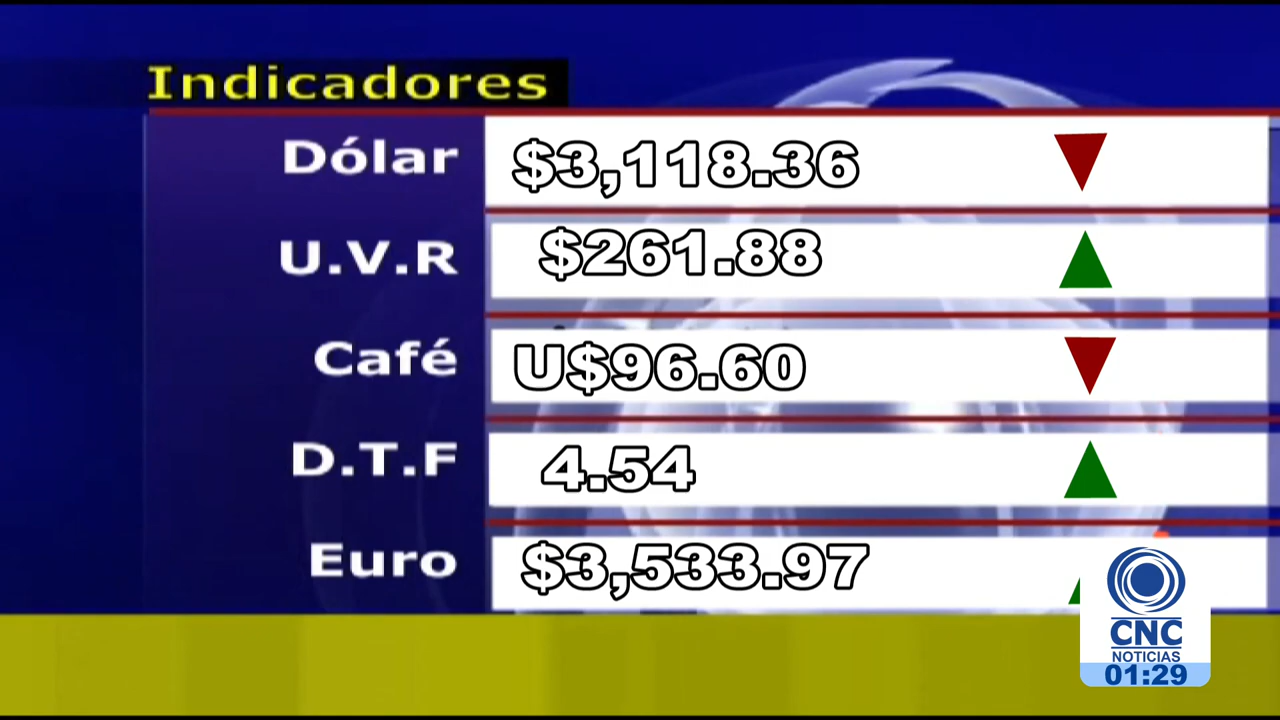 Indicadores
Dólar $3,118.36
U.V.R $261.88
Café U$96.60
D.T.F 4.54
Euro $3,533.97
CNC
NOTICIAS
01:29